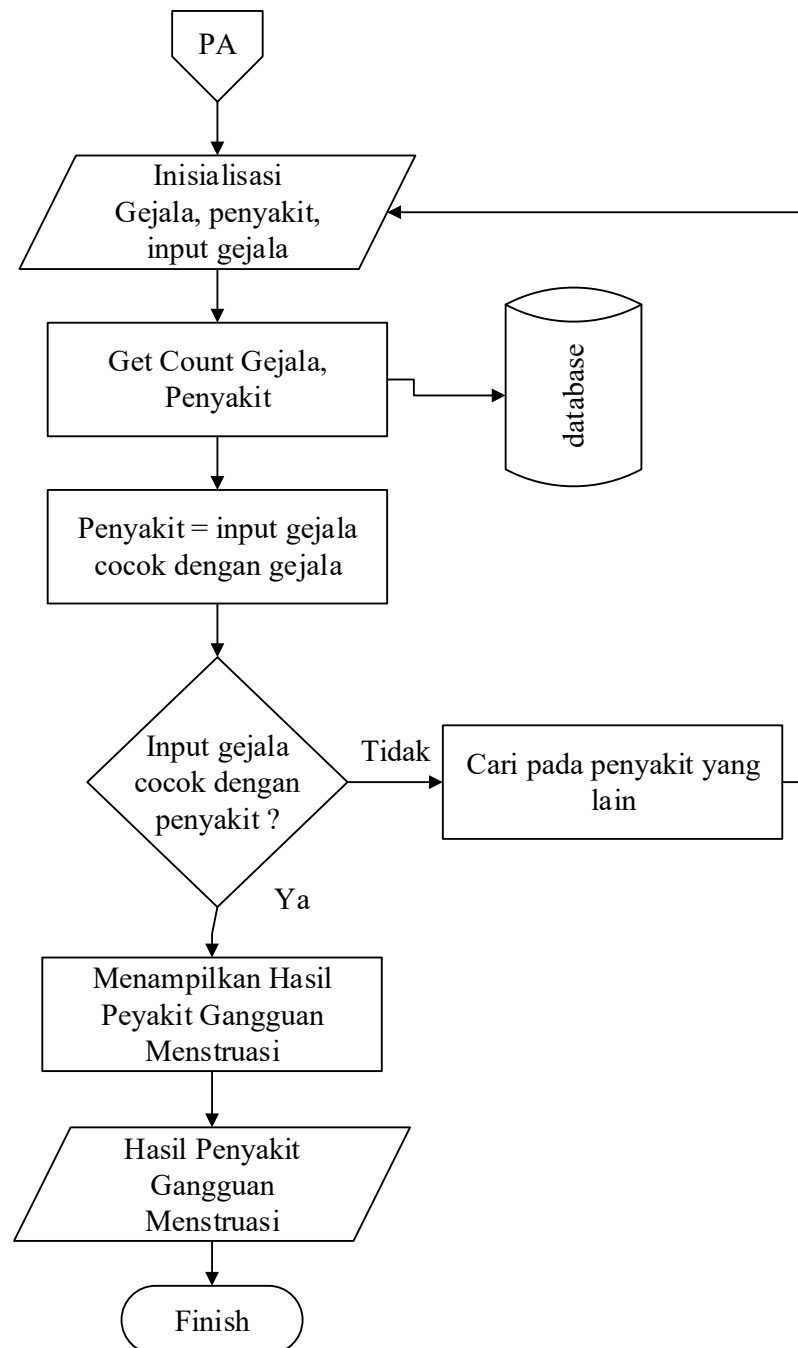 PA
Inisialisasi
Gejala, penyakit,
input gejala
Get Count Gejala,
Penyakit
database
Penyakit = input gejala
cocok dengan gejala
Input gejala
cocok dengan
penyakit ?
Tidak
Cari pada penyakit yang
lain
Ya
Menampilkan Hasil
Peyakit Gangguan
Menstruasi
Hasil Penyakit
Gangguan
Menstruasi
Finish